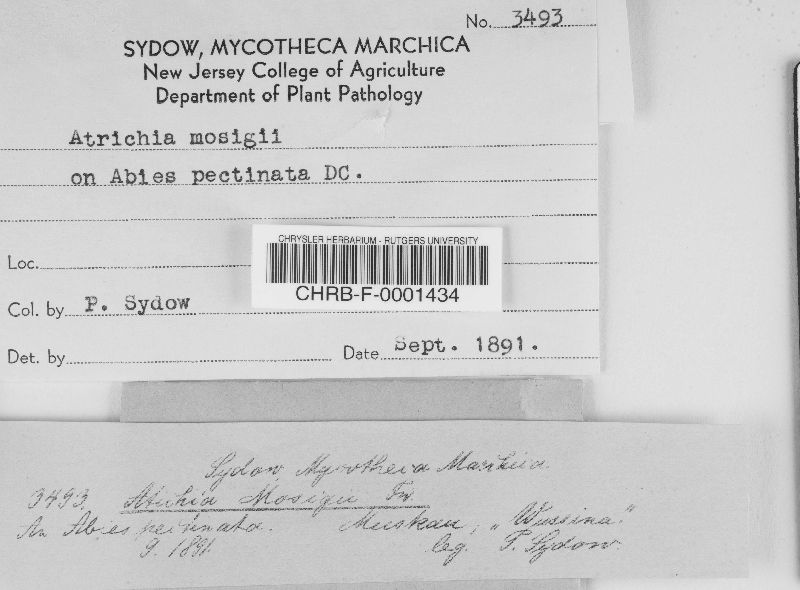 No. 3493
SYDOW, MYCOTHECA MARCHICA
New Jersey College of Agriculture
Department of Plant Pathology
Atrichia mosigii
on Abies pectinata DC.
CHRYSLER HERBARIUM - RUTGERS UNIVERSITY
Loc.
CHRB-F-0001434
Col. by P. Sydow
Det. by Date Sept. 1891.
Sydow Mycotheca Marchica.
3493. Atichia Mosigii Fw.
An Abies pectinata. Muskau, „Wussina."
9. 1891. leg. P. Sydow.